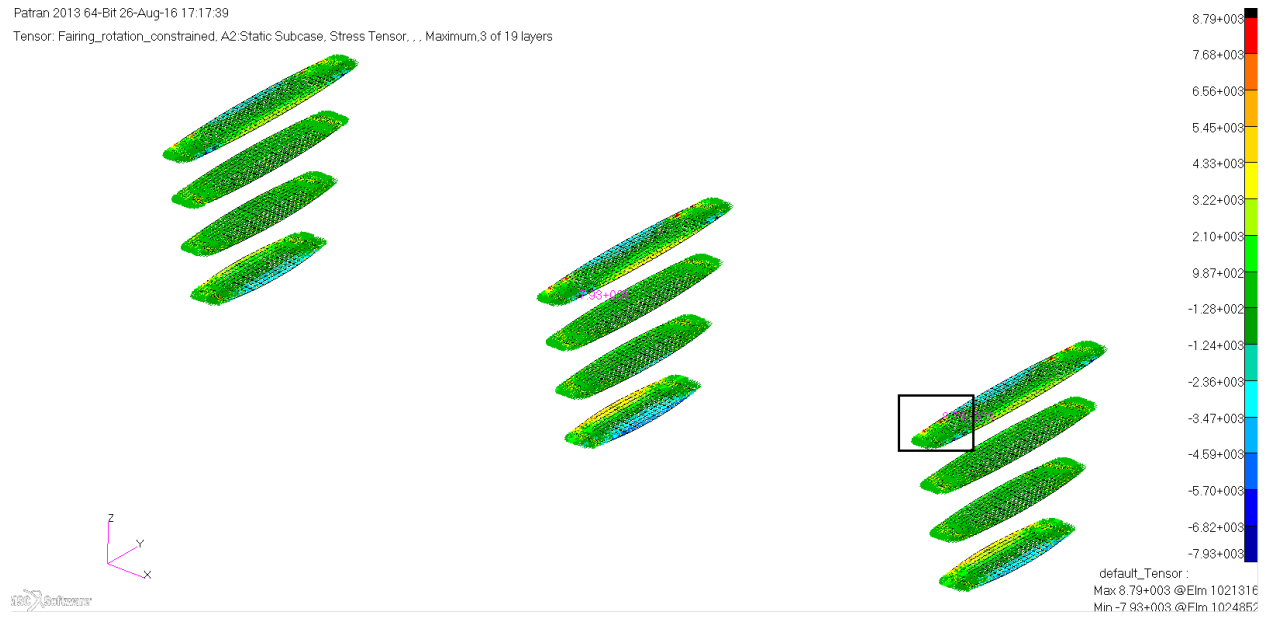 Patran 2013 64-Bit 26-Aug-16 17:17:39
Tensor: Fairing_rotation_constrained, A2:Static Subcase, Stress Tensor, , , Maximum,3 of 19 layers
8.79+003
7.68+003
6.56+003
5.45+003
4.33+003
3.22+003
2.10+003
9.87+002
-1.28+002
-1.24+003
-2.36+003
-3.47+003
-4.59+003
-5.70+003
-6.82+003
-7.93+003
Z
Y
X
Software
default_Tensor :
Max 8.79+003 @Elm 1021316
Min -7.93+003 @Elm 1024852